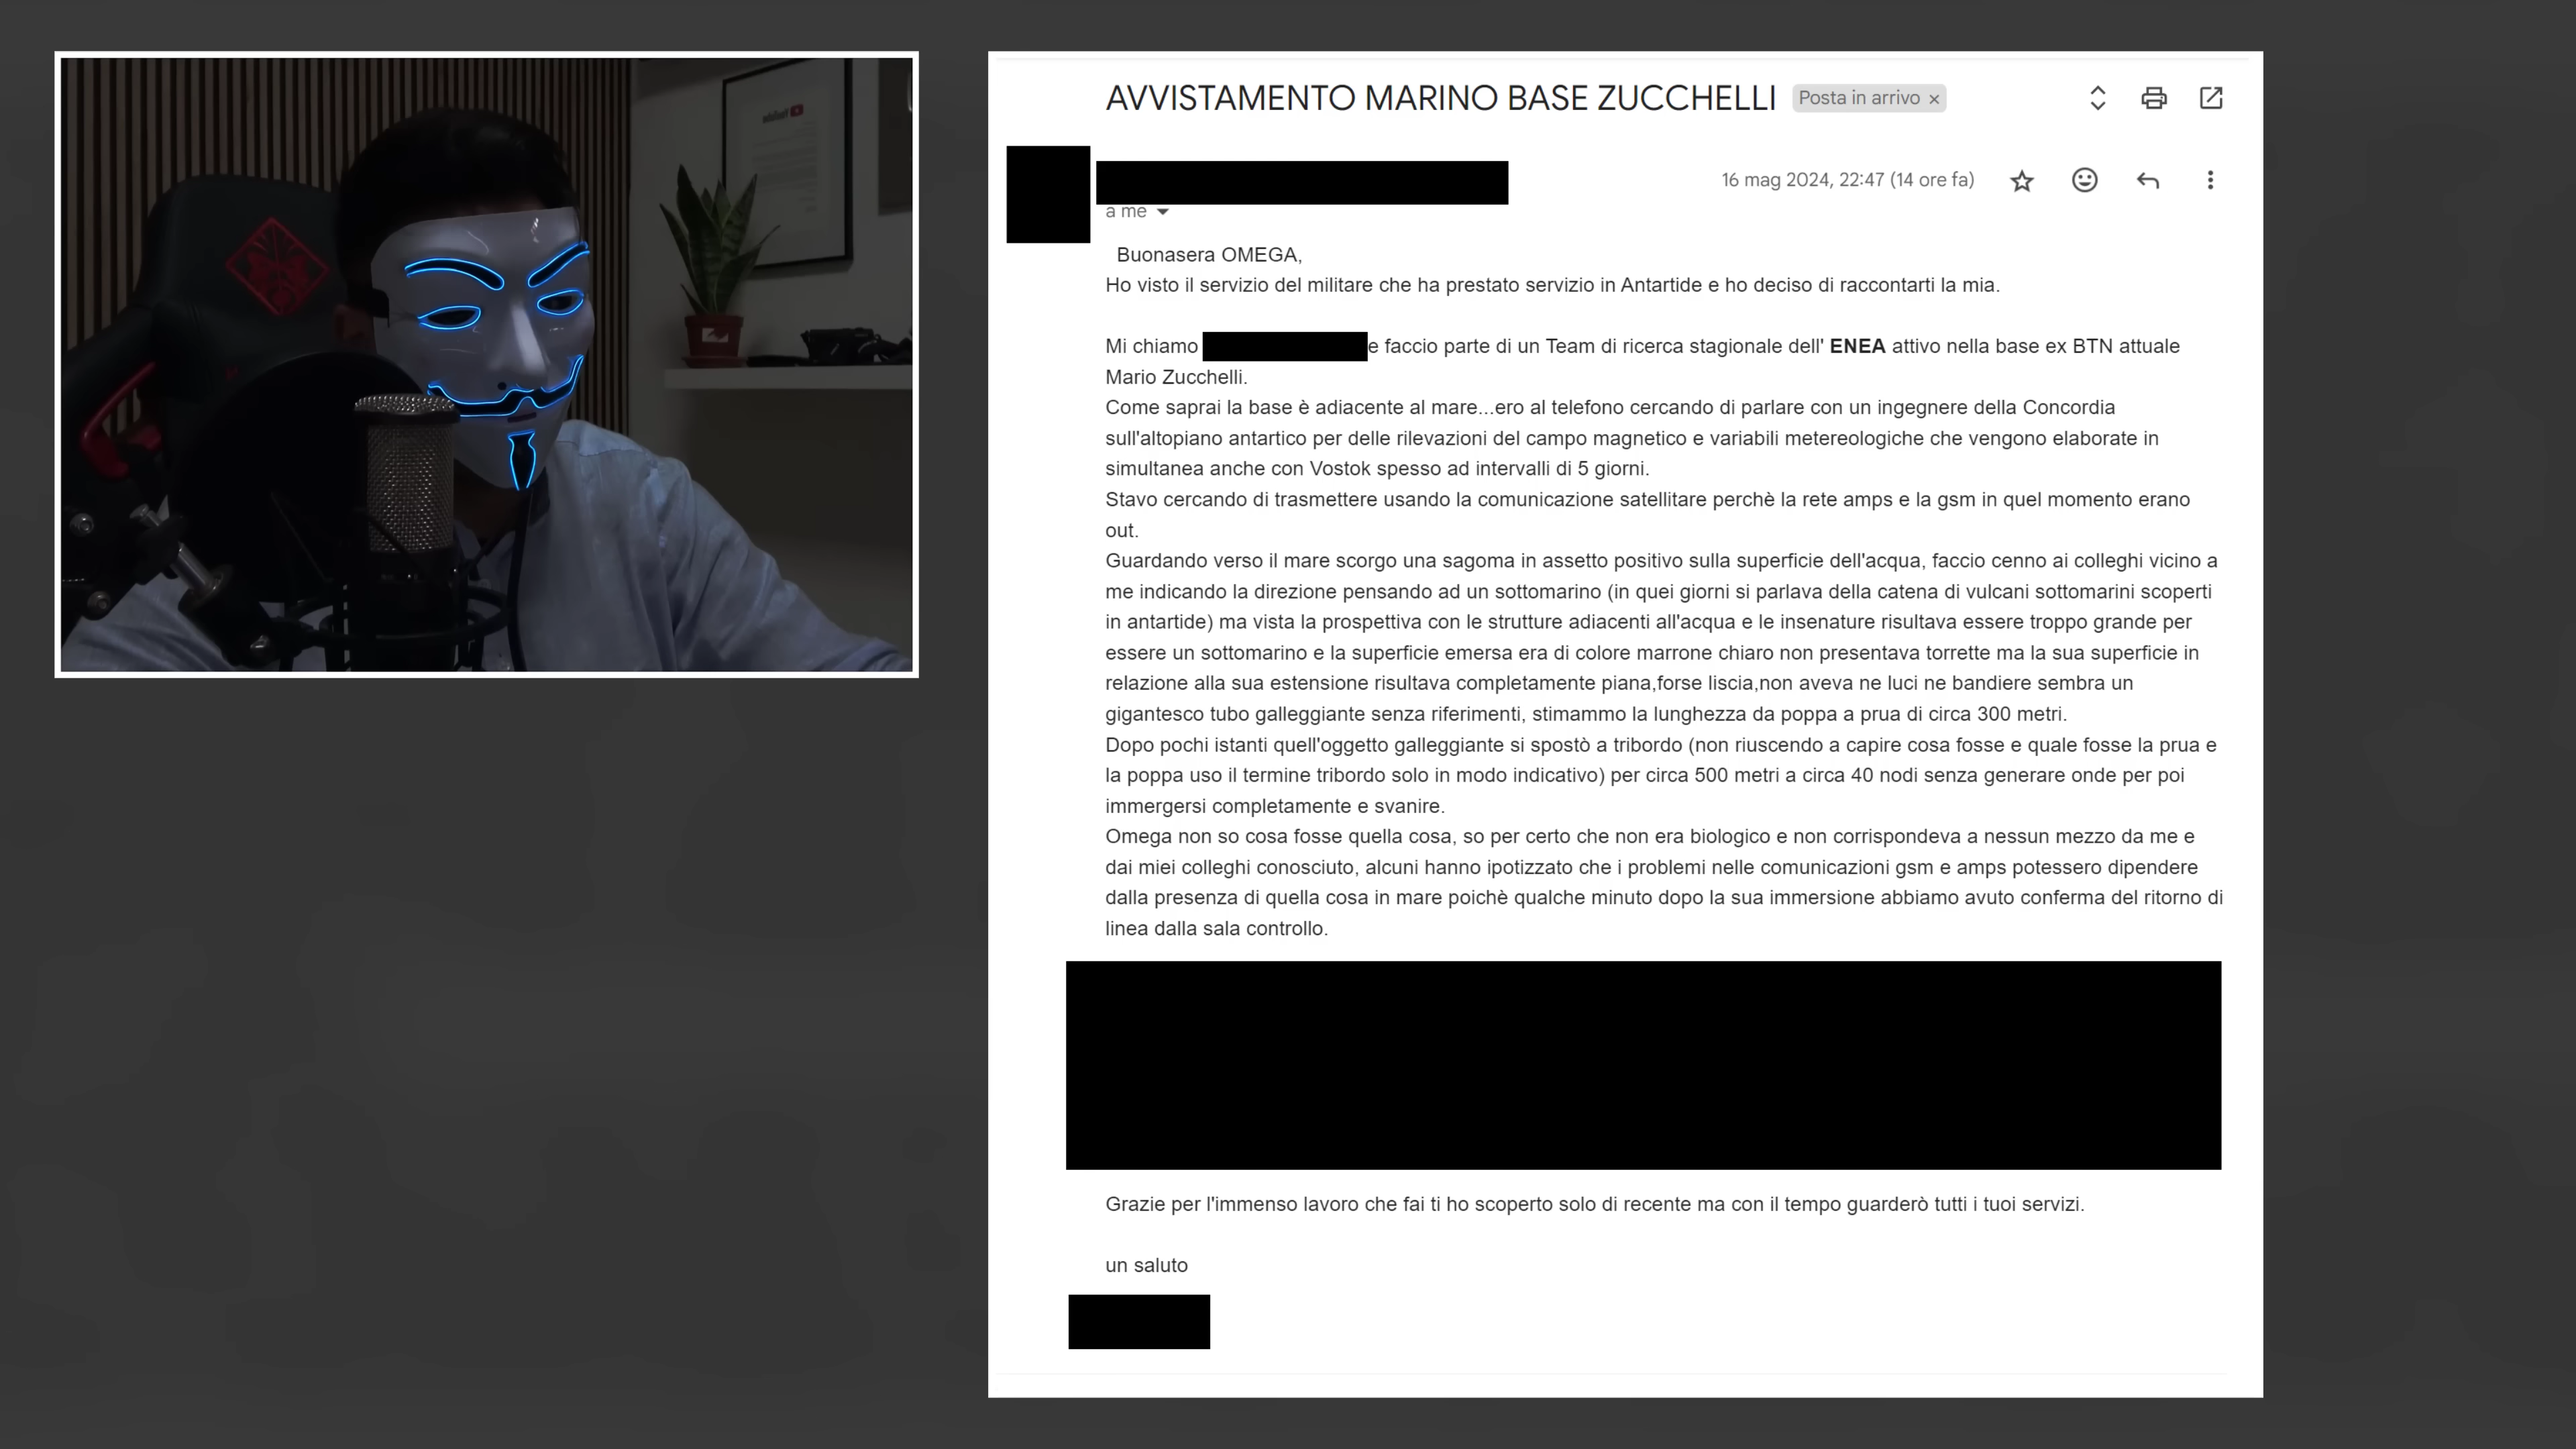 AVVISTAMENTO MARINO BASE ZUCCHELLI
Posta in arrivo ×
16 mag 2024, 22:47 (14 ore fa)
a me
Buonasera OMEGA,
Ho visto il servizio del militare che ha prestato servizio in Antartide e ho deciso di raccontarti la mia.
Mi chiamo e faccio parte di un Team di ricerca stagionale dell' ENEA attivo nella base ex BTN attuale
Mario Zucchelli.
Come saprai la base è adiacente al mare...ero al telefono cercando di parlare con un ingegnere della Concordia
sull'altopiano antartico per delle rilevazioni del campo magnetico e variabili metereologiche che vengono elaborate in
simultanea anche con Vostok spesso ad intervalli di 5 giorni.
Stavo cercando di trasmettere usando la comunicazione satellitare perchè la rete amps e la gsm in quel momento erano
out.
Guardando verso il mare scorgo una sagoma in assetto positivo sulla superficie dell'acqua, faccio cenno ai colleghi vicino a
me indicando la direzione pensando ad un sottomarino (in quei giorni si parlava della catena di vulcani sottomarini scoperti
in antartide) ma vista la prospettiva con le strutture adiacenti all'acqua e le insenature risultava essere troppo grande per
essere un sottomarino e la superficie emersa era di colore marrone chiaro non presentava torrette ma la sua superficie in
relazione alla sua estensione risultava completamente piana,forse liscia,non aveva ne luci ne bandiere sembra un
gigantesco tubo galleggiante senza riferimenti, stimammo la lunghezza da poppa a prua di circa 300 metri.
Dopo pochi istanti quell'oggetto galleggiante si spostò a tribordo (non riuscendo a capire cosa fosse e quale fosse la prua e
la poppa uso il termine tribordo solo in modo indicativo) per circa 500 metri a circa 40 nodi senza generare onde per poi
immergersi completamente e svanire.
Omega non so cosa fosse quella cosa, so per certo che non era biologico e non corrispondeva a nessun mezzo da me e
dai miei colleghi conosciuto, alcuni hanno ipotizzato che i problemi nelle comunicazioni gsm e amps potessero dipendere
dalla presenza di quella cosa in mare poichè qualche minuto dopo la sua immersione abbiamo avuto conferma del ritorno di
linea dalla sala controllo.
Grazie per l'immenso lavoro che fai ti ho scoperto solo di recente ma con il tempo guarderò tutti i tuoi servizi.
un saluto